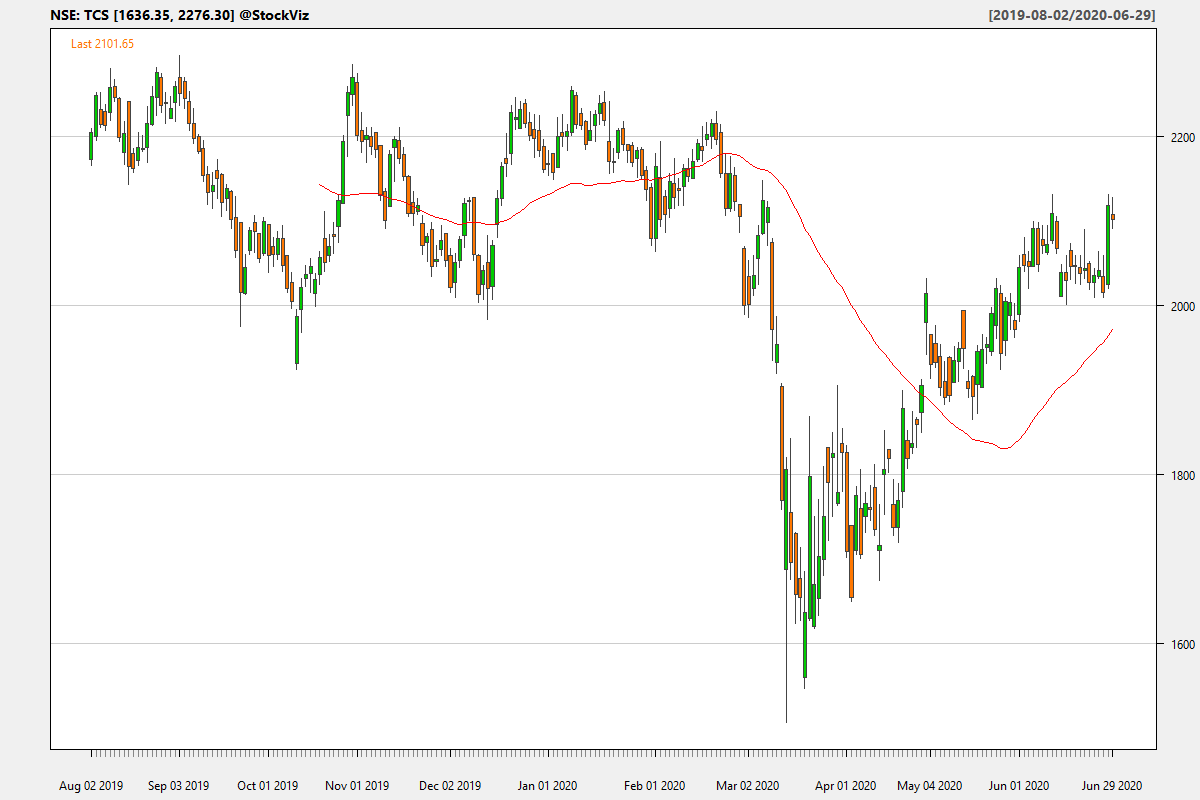 NSE: TCS [1636.35, 2276.30] @StockViz
[2019-08-02/2020-06-29]
Last 2101.65
2200
2000
1800
1600
Aug 02 2019 Sep 03 2019 Oct 01 2019 Nov 01 2019 Dec 02 2019 Jan 01 2020 Feb 01 2020 Mar 02 2020 Apr 01 2020 May 04 2020 Jun 01 2020 Jun 29 2020